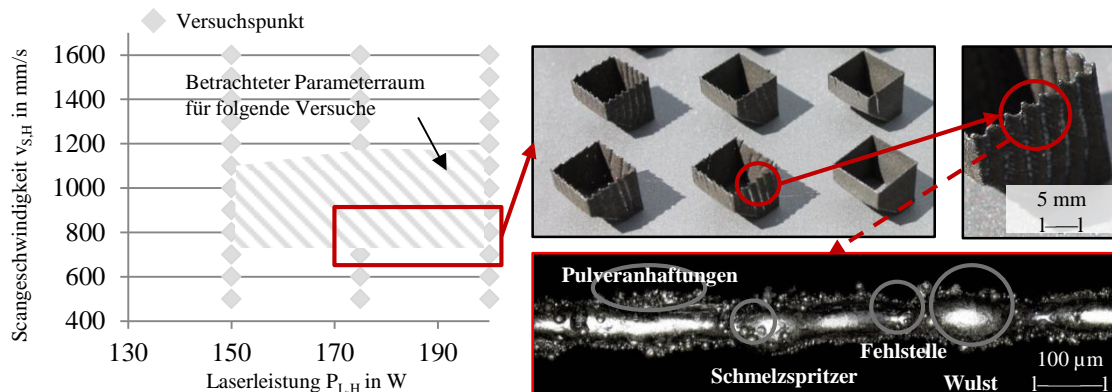 Versuchspunkt
Scangeschwindigkeit v_S,H in mm/s
1600
1400
1200
1000
800
600
400
Betrachteter Parameterraum
für folgende Versuche
130
150
170
190
Laserleistung P_L,H in W
5 mm
Pulveranhaftungen
Schmelzspritzer
Fehlstelle
Wulst
100 µm